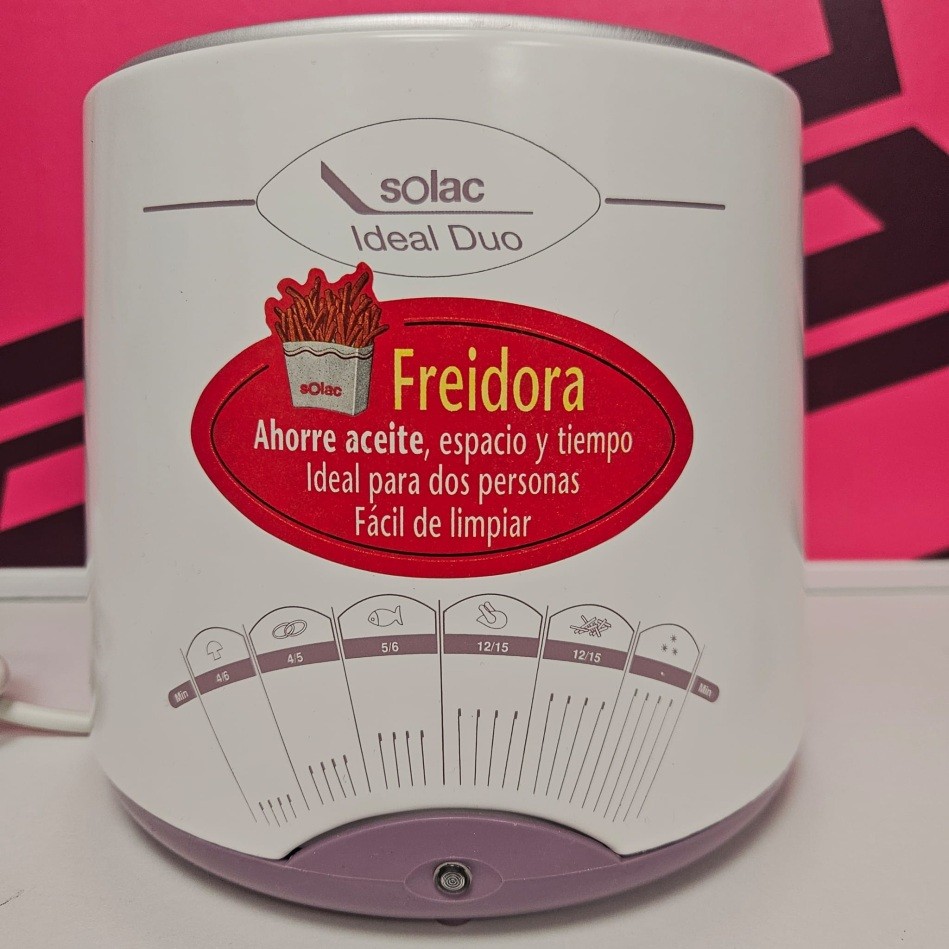 solac
Ideal Duo
solac
Freidora
Ahorre aceite, espacio y tiempo
Ideal para dos personas
Fácil de limpiar
Min 4/6 4/5 5/6 12/15 12/15 Min